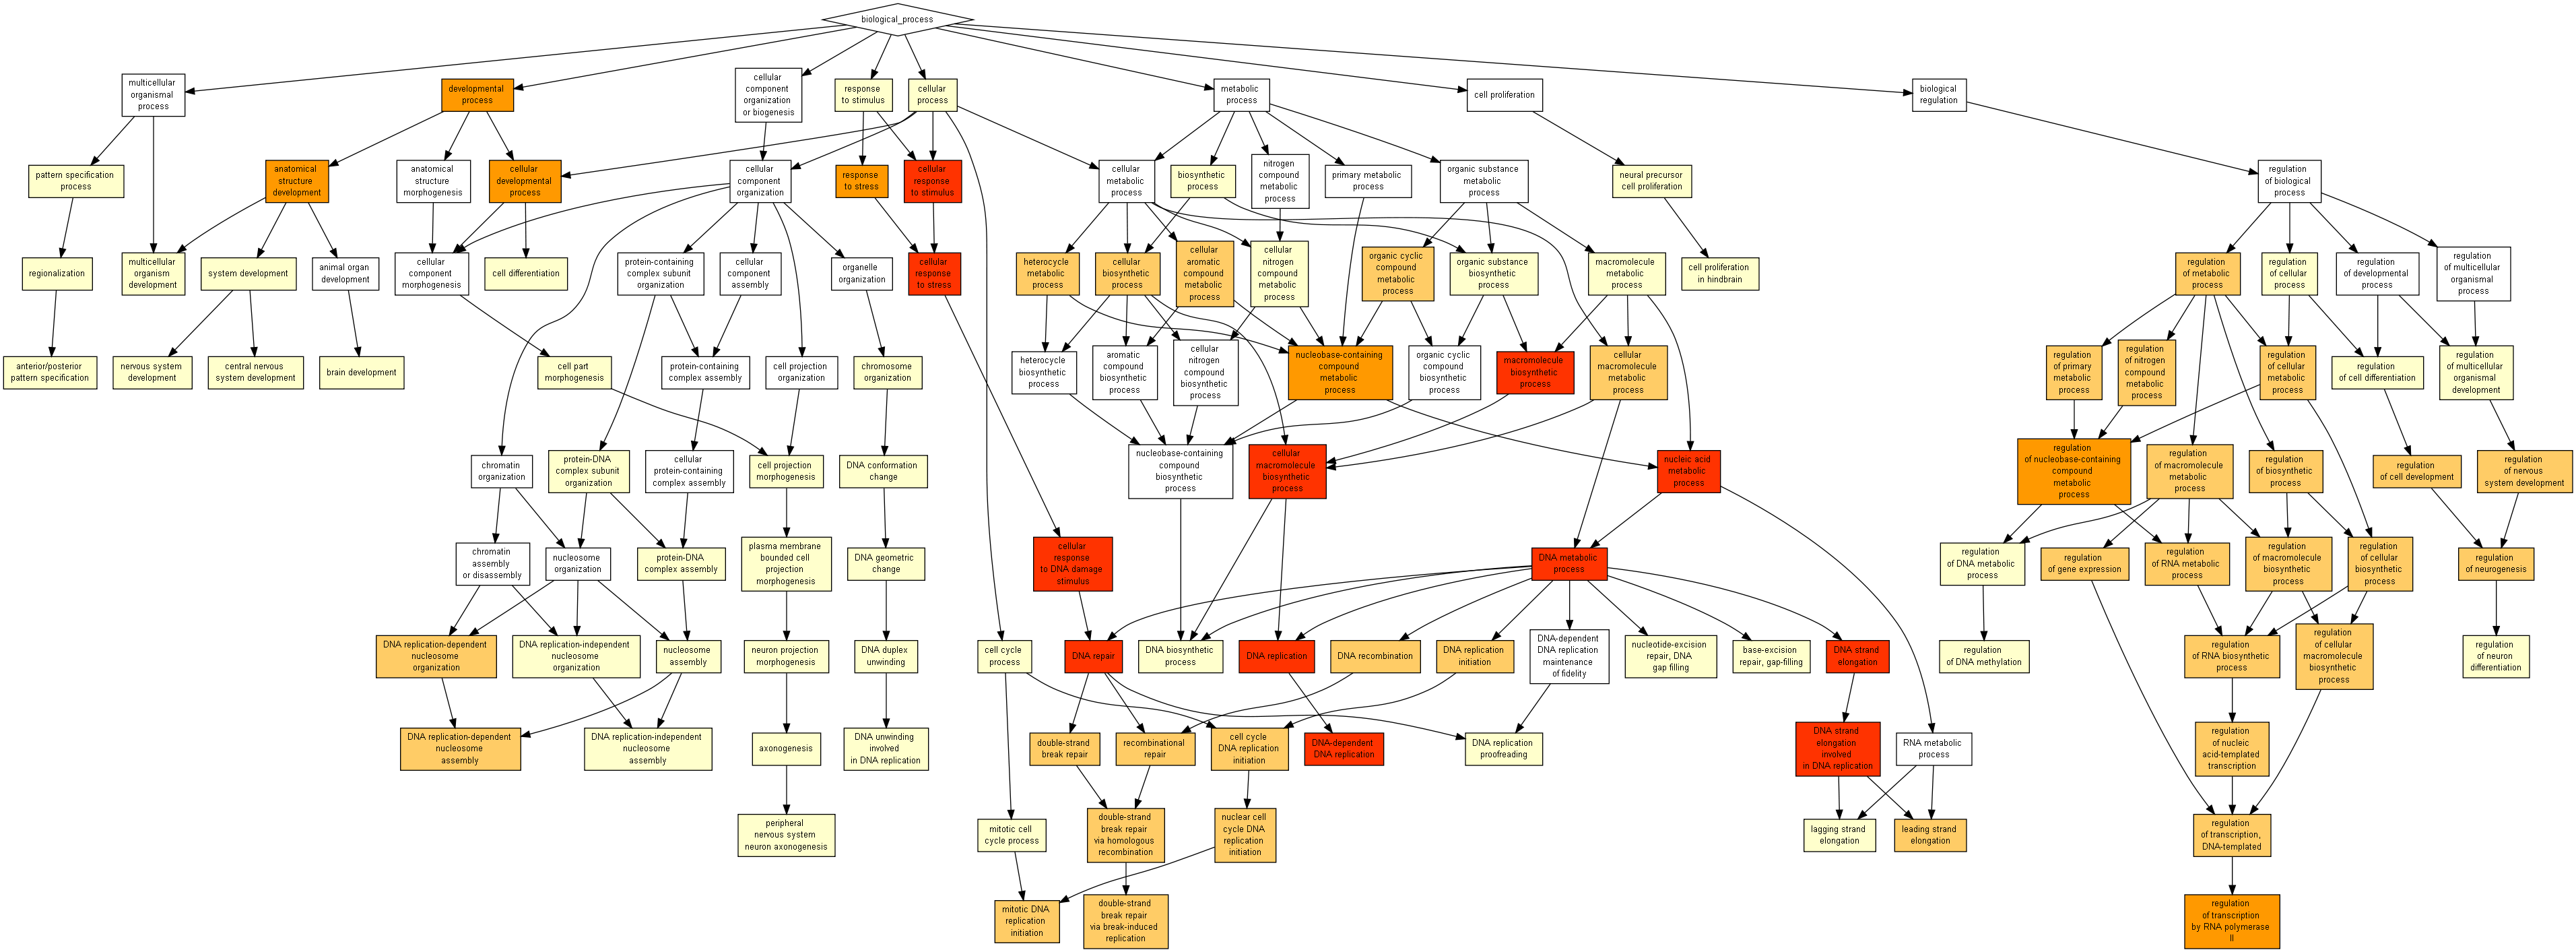 biological_process
multicellular
organismal
process
developmental
process
cellular
component
organization
or biogenesis
response
to stimulus
cellular
process
metabolic
process
cell proliferation
biological
regulation
pattern specification
process
anatomical
structure
development
anatomical
structure
morphogenesis
cellular
developmental
process
cellular
component
organization
response
to stress
cellular
response
to stimulus
cellular
metabolic
process
biosynthetic
process
nitrogen
compound
metabolic
process
primary metabolic
process
organic substance
metabolic
process
neural precursor
cell proliferation
regulation
of biological
process
regionalization
multicellular
organism
development
system development
animal organ
development
cellular
component
morphogenesis
cell differentiation
protein-containing
complex subunit
organization
cellular
component
assembly
organelle
organization
cellular
response
to stress
heterocycle
metabolic
process
cellular
biosynthetic
process
cellular
aromatic
compound
metabolic
process
cellular
nitrogen
compound
metabolic
process
organic cyclic
compound
metabolic
process
organic substance
biosynthetic
process
macromolecule
metabolic
process
cell proliferation
in hindbrain
regulation
of metabolic
process
regulation
of cellular
process
regulation
of developmental
process
regulation
of multicellular
organismal
process
anterior/posterior
pattern specification
nervous system
development
central nervous
system development
brain development
cell part
morphogenesis
protein-containing
complex assembly
cell projection
organization
chromosome
organization
heterocycle
biosynthetic
process
aromatic
compound
biosynthetic
process
cellular
nitrogen
compound
biosynthetic
process
nucleobase-containing
compound
metabolic
process
organic cyclic
compound
biosynthetic
process
macromolecule
biosynthetic
process
cellular
macromolecule
metabolic
process
regulation
of primary
metabolic
process
regulation
of nitrogen
compound
metabolic
process
regulation
of cellular
metabolic
process
regulation
of cell differentiation
regulation
of multicellular
organismal
development
chromatin
organization
protein-DNA
complex subunit
organization
cellular
protein-containing
complex assembly
cell projection
morphogenesis
DNA conformation
change
nucleobase-containing
compound
biosynthetic
process
cellular
macromolecule
biosynthetic
process
nucleic acid
metabolic
process
regulation
of nucleobase-containing
compound
metabolic
process
regulation
of macromolecule
metabolic
process
regulation
of biosynthetic
process
regulation
of cell development
regulation
of nervous
system development
chromatin
assembly
or disassembly
nucleosome
organization
protein-DNA
complex assembly
plasma membrane
bounded cell
projection
morphogenesis
DNA geometric
change
cellular
response
to DNA damage
stimulus
DNA metabolic
process
regulation
of DNA metabolic
process
regulation
of gene expression
regulation
of RNA metabolic
process
regulation
of macromolecule
biosynthetic
process
regulation
of cellular
biosynthetic
process
regulation
of neurogenesis
DNA replication-dependent
nucleosome
organization
DNA replication-independent
nucleosome
organization
nucleosome
assembly
neuron projection
morphogenesis
DNA duplex
unwinding
cell cycle
process
DNA repair
DNA biosynthetic
process
DNA replication
DNA recombination
DNA replication
initiation
DNA-dependent
DNA replication
maintenance
of fidelity
nucleotide-excision
repair, DNA
gap filling
base-excision
repair, gap-filling
DNA strand
elongation
regulation
of DNA methylation
regulation
of RNA biosynthetic
process
regulation
of cellular
macromolecule
biosynthetic
process
regulation
of neuron
differentiation
DNA replication-dependent
nucleosome
assembly
DNA replication-independent
nucleosome
assembly
axonogenesis
DNA unwinding
involved
in DNA replication
double-strand
break repair
recombinational
repair
cell cycle
DNA replication
initiation
DNA-dependent
DNA replication
DNA replication
proofreading
DNA strand
elongation
involved
in DNA replication
RNA metabolic
process
regulation
of nucleic
acid-templated
transcription
peripheral
nervous system
neuron axonogenesis
mitotic cell
cycle process
double-strand
break repair
via homologous
recombination
nuclear cell
cycle DNA
replication
initiation
lagging strand
elongation
leading strand
elongation
regulation
of transcription,
DNA-templated
mitotic DNA
replication
initiation
double-strand
break repair
via break-induced
replication
regulation
of transcription
by RNA polymerase
II